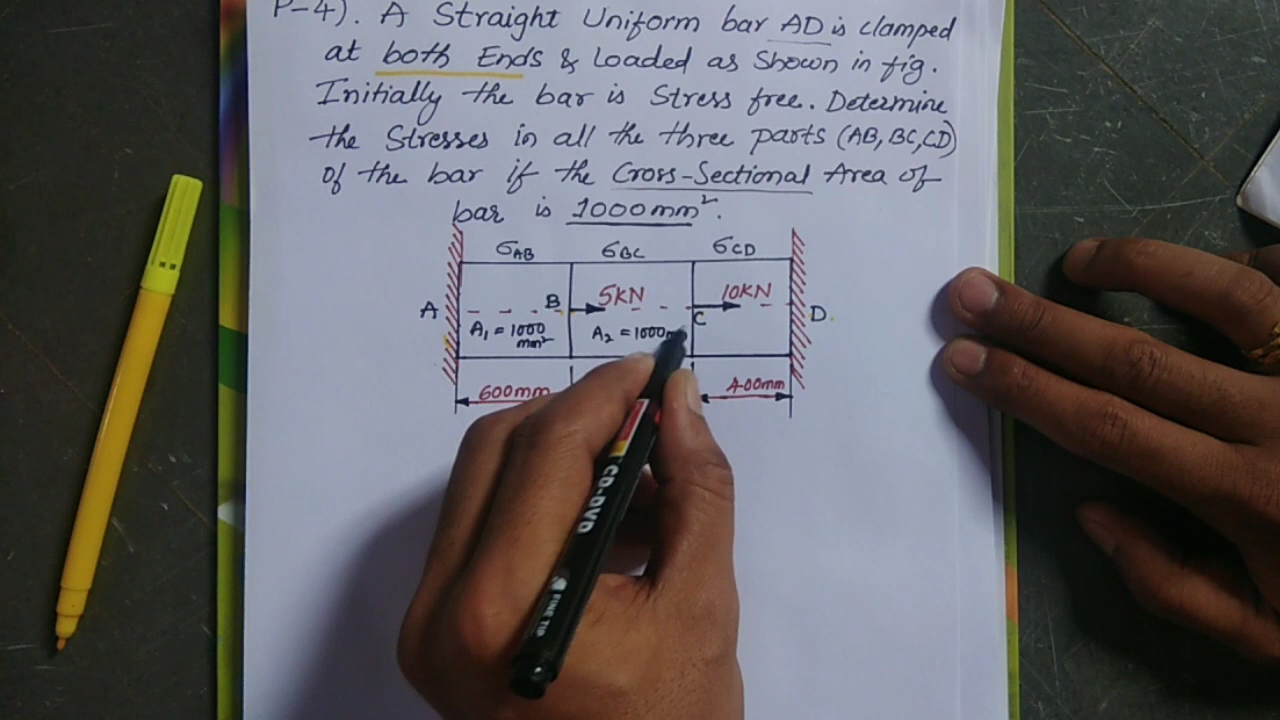 P-4). A Straight Uniform bar AD is clamped
at both Ends & Loaded as Shown in fig.
Initially the bar is Stress free. Determine
the Stresses in all the three parts (AB, BC, CD)
of the bar if the Cross-Sectional Area of
bar is 1000mm².
σAB σBC σCD
A B 5KN C 10KN D
A₁ = 1000 mm²
A₂ = 1000m
600mm 400mm
CD-DVD
FINE TIP